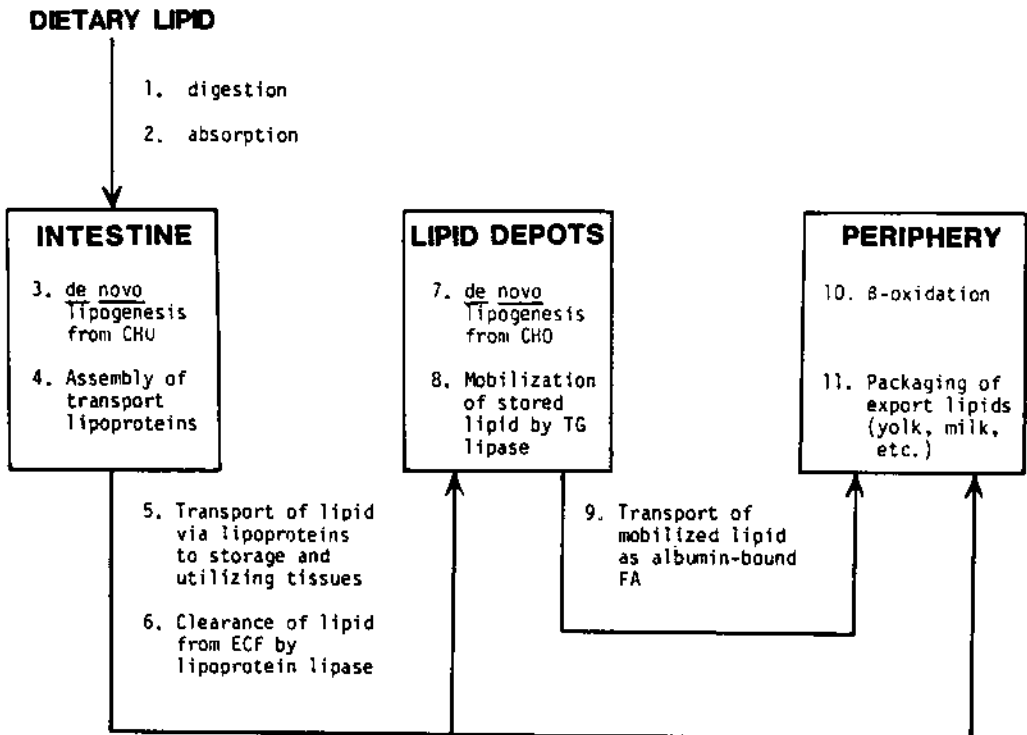 DIETARY LIPID
1. digestion
2. absorption
INTESTINE
3. de novo
lipogenesis
from CHO
4. Assembly of
transport
lipoproteins
LIPID DEPOTS
7. de novo
lipogenesis
from CHO
8. Mobilization
of stored
lipid by TG
lipase
PERIPHERY
10. β-oxidation
11. Packaging of
export lipids
(yolk, milk,
etc.)
5. Transport of lipid
via lipoproteins
to storage and
utilizing tissues
6. Clearance of lipid
from ECF by
lipoprotein lipase
9. Transport of
mobilized lipid
as albumin-bound
FA